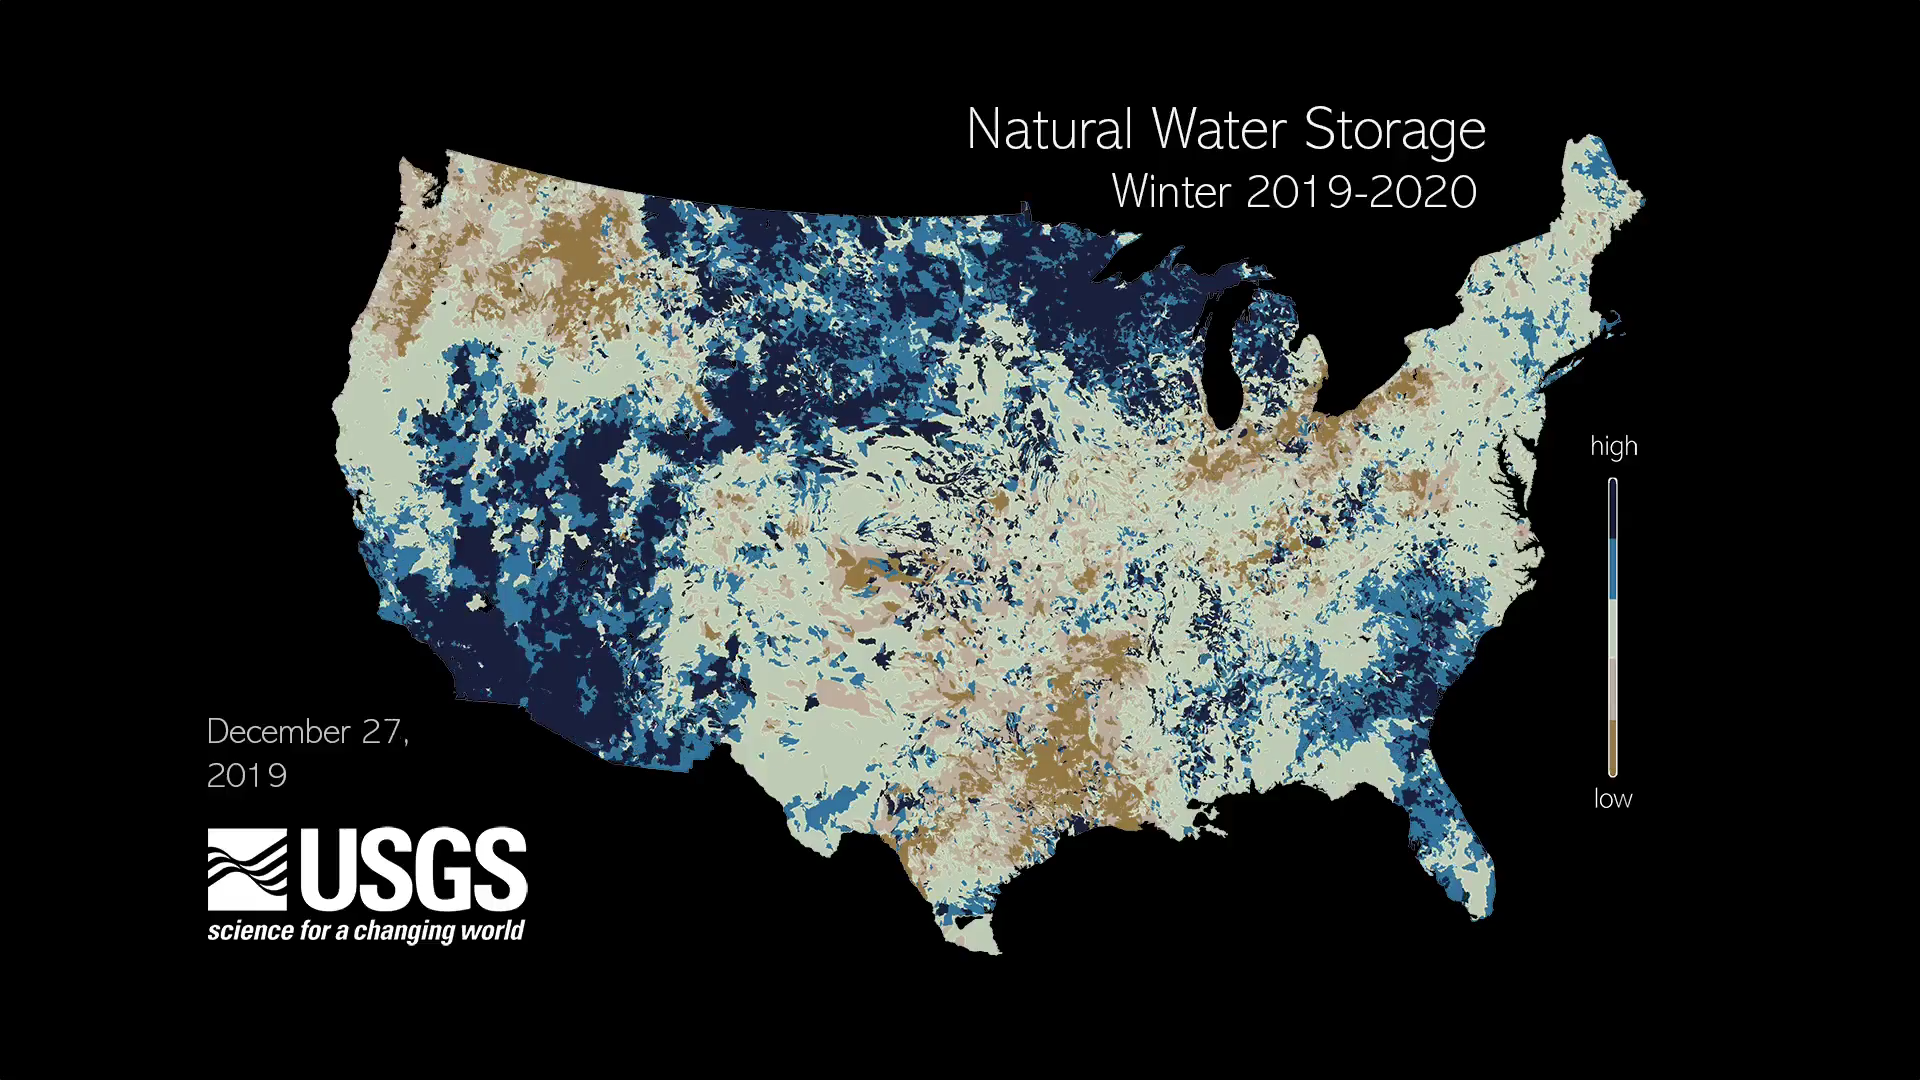 Natural Water Storage
Winter 2019-2020
high
low
December 27,
2019
USGS
science for a changing world